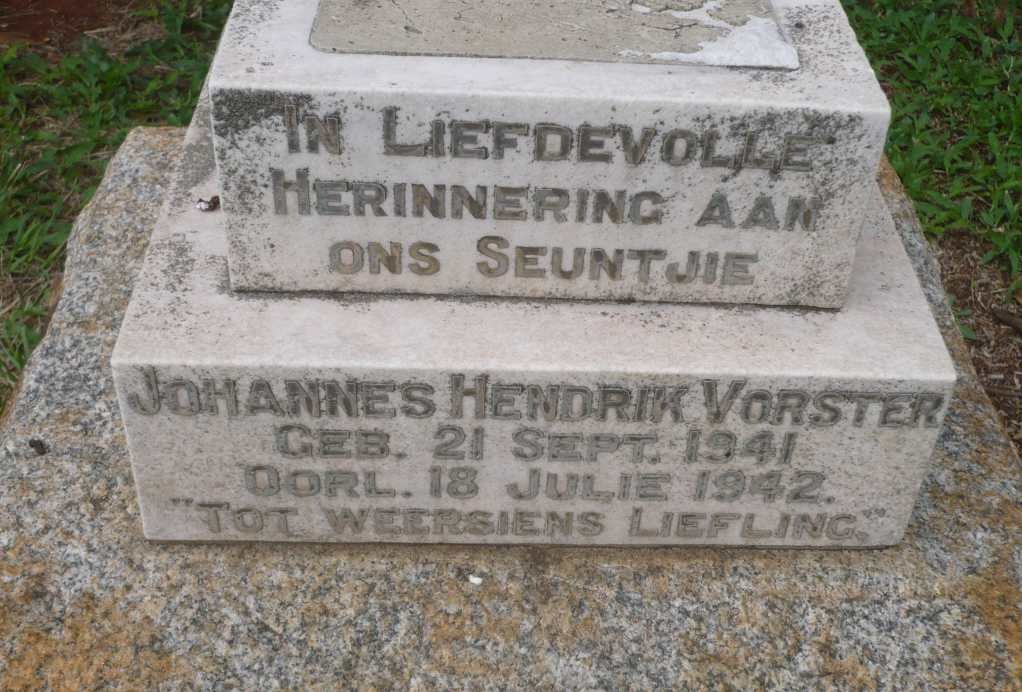 In Liefdevolle
Herinnering aan
ons Seuntjie
Johannes Hendrik Vorster
Geb. 21 Sept. 1941
Oorl. 18 Julie 1942.
"Tot weersiens Liefling."